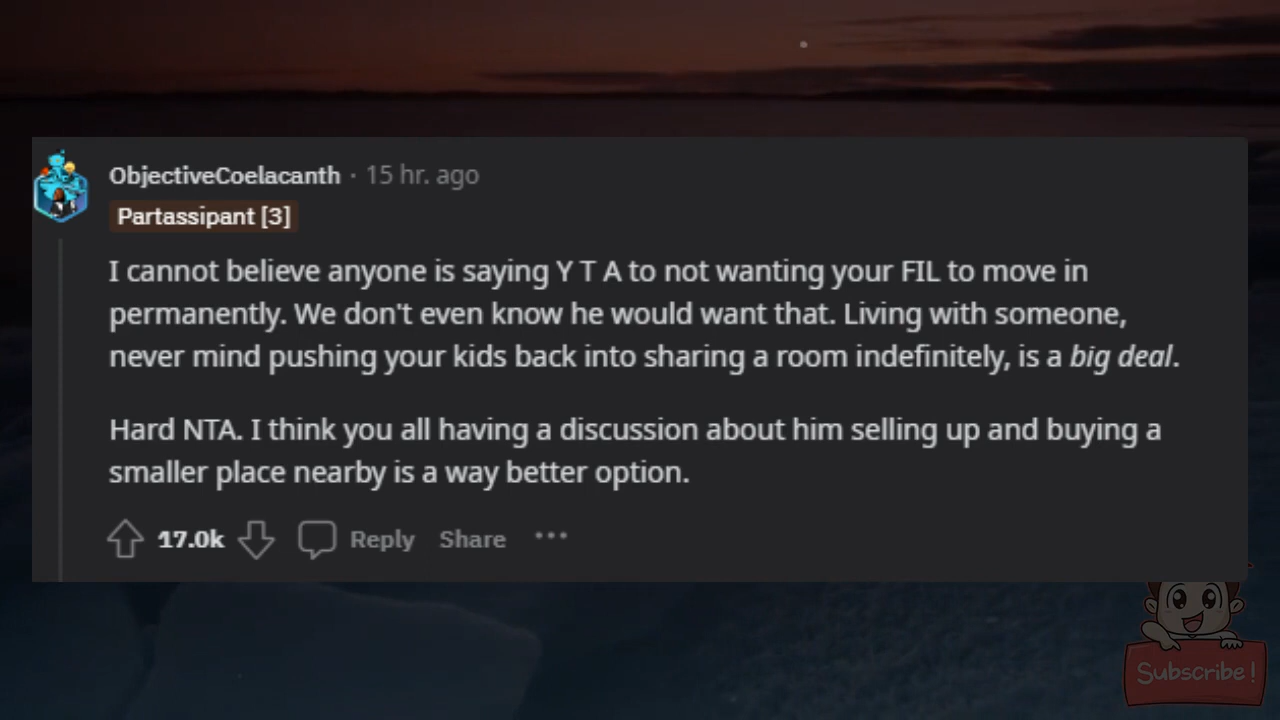 ObjectiveCoelacanth · 15 hr. ago
Partassipant [3]
I cannot believe anyone is saying Y T A to not wanting your FIL to move in
permanently. We don't even know he would want that. Living with someone,
never mind pushing your kids back into sharing a room indefinitely, is a big deal.
Hard NTA. I think you all having a discussion about him selling up and buying a
smaller place nearby is a way better option.
17.0k Reply Share ···
Subscribe!